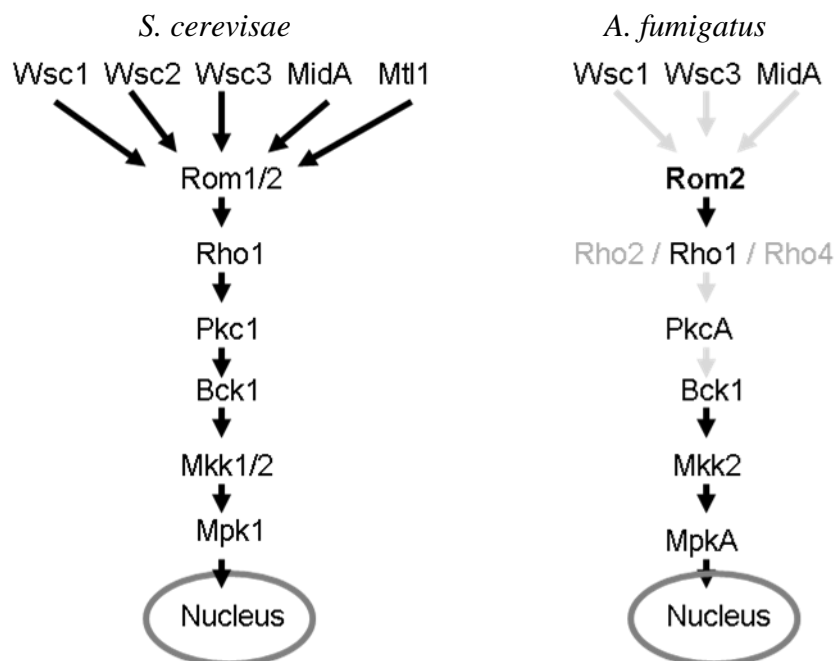 S. cerevisae
Wsc1 Wsc2 Wsc3 MidA Mtl1
Rom1/2
Rho1
Pkc1
Bck1
Mkk1/2
Mpk1
Nucleus
A. fumigatus
Wsc1 Wsc3 MidA
Rom2
Rho2 / Rho1 / Rho4
PkcA
Bck1
Mkk2
MpkA
Nucleus